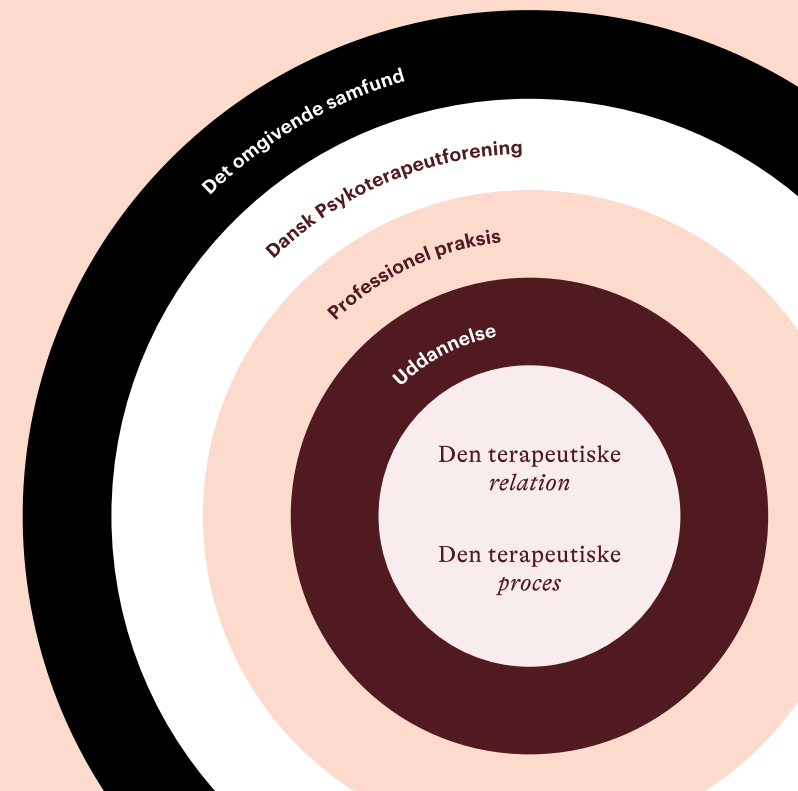 Det omgivende samfund
Dansk Psykoterapeutforening
Professionel praksis
Uddannelse
Den terapeutiske
relation
Den terapeutiske
proces